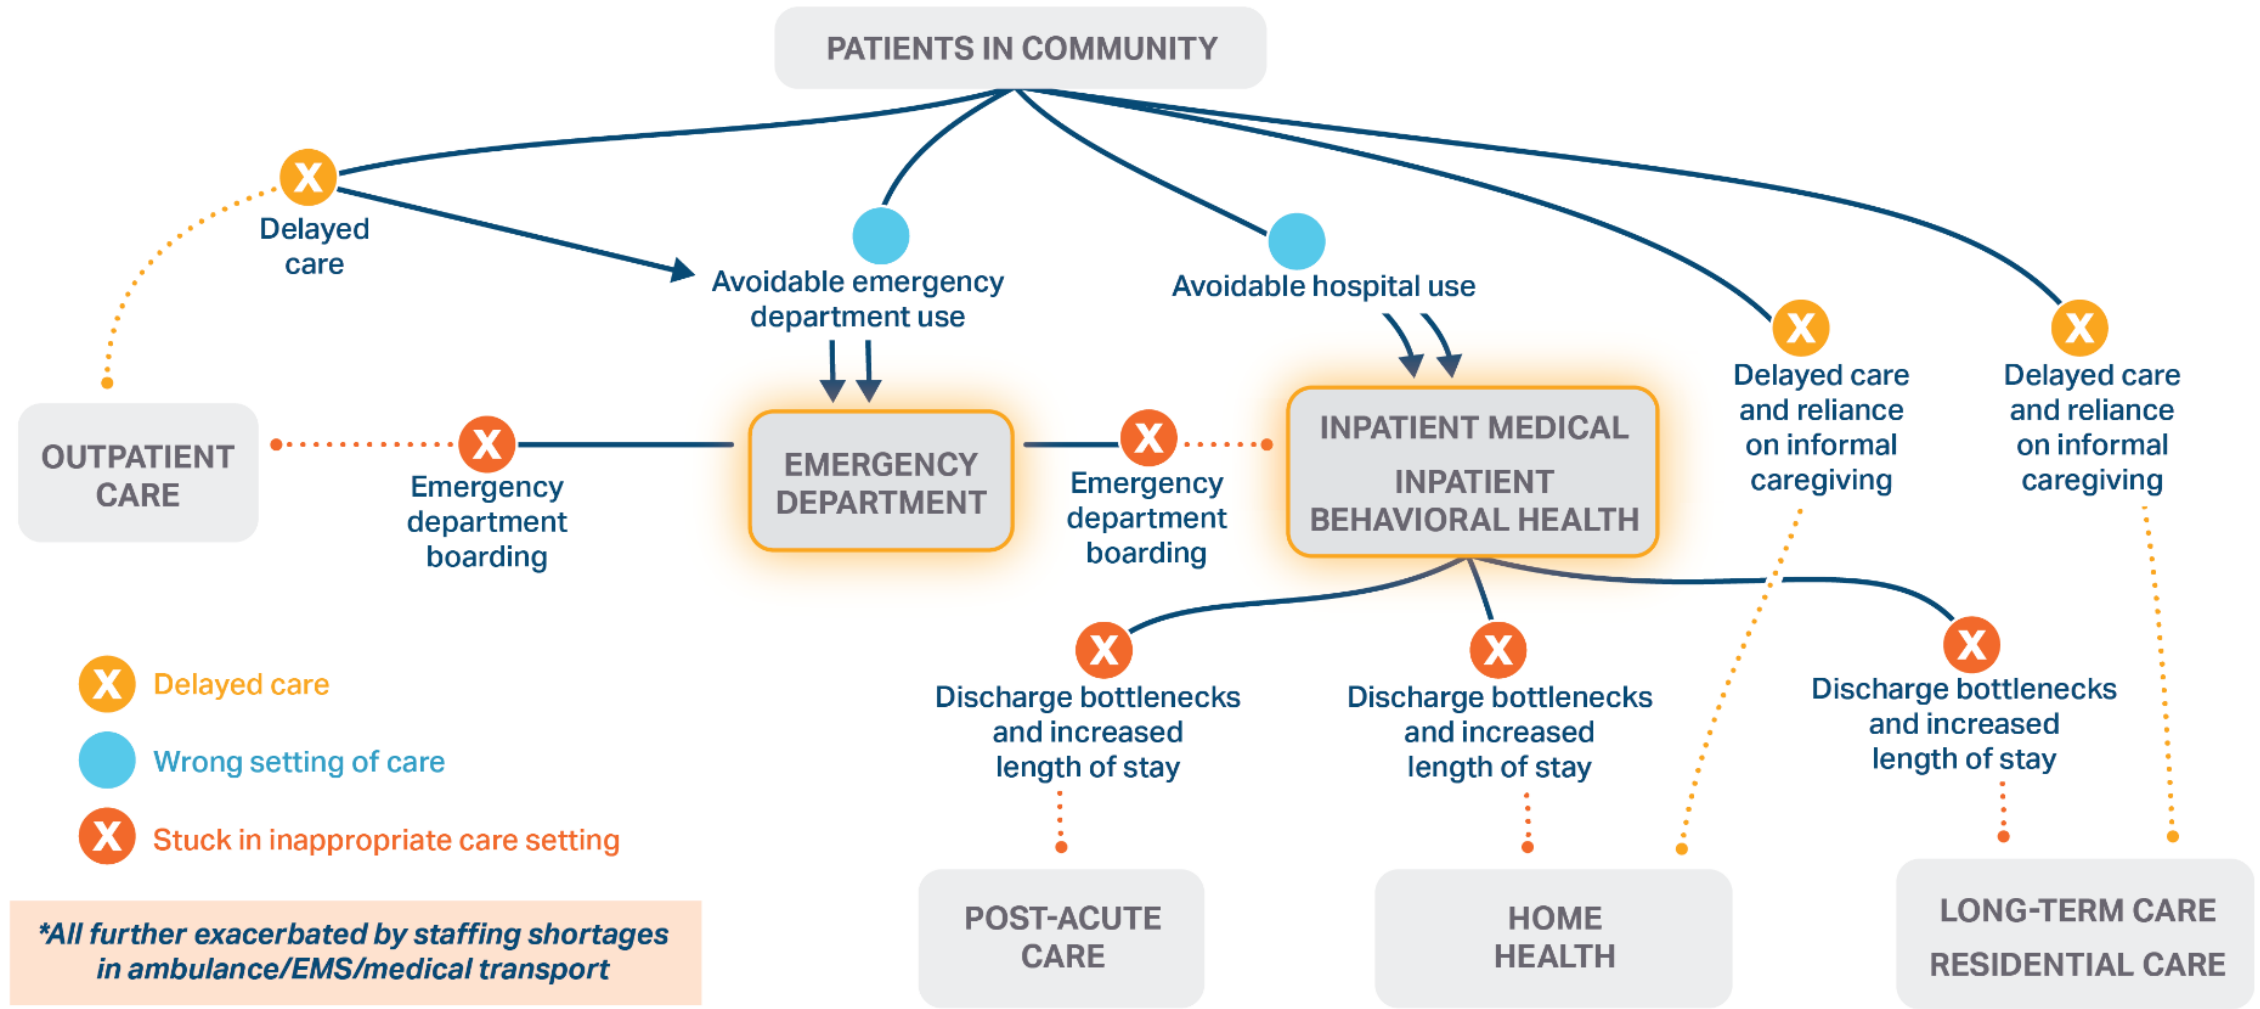 PATIENTS IN COMMUNITY
X
Delayed
care
Avoidable emergency
department use
Avoidable hospital use
X
Delayed care
and reliance
on informal
caregiving
X
Delayed care
and reliance
on informal
caregiving
OUTPATIENT
CARE
X
Emergency
department
boarding
EMERGENCY
DEPARTMENT
X
Emergency
department
boarding
INPATIENT MEDICAL
INPATIENT
BEHAVIORAL HEALTH
X
Discharge bottlenecks
and increased
length of stay
X
Discharge bottlenecks
and increased
length of stay
X
Discharge bottlenecks
and increased
length of stay
X Delayed care
Wrong setting of care
X Stuck in inappropriate care setting
*All further exacerbated by staffing shortages
in ambulance/EMS/medical transport
POST-ACUTE
CARE
HOME
HEALTH
LONG-TERM CARE
RESIDENTIAL CARE